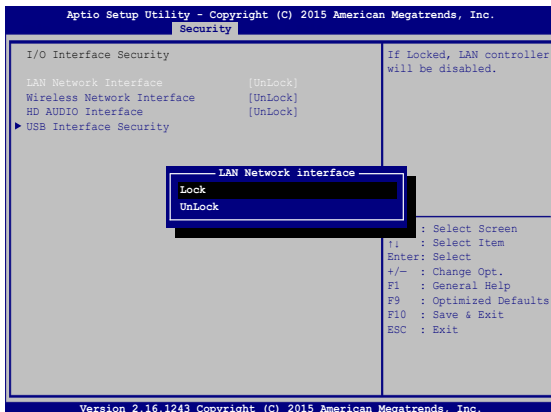 Aptio Setup Utility - Copyright (C) 2015 American Megatrends, Inc.
Security
I/O Interface Security
LAN Network Interface [UnLock]
Wireless Network Interface [UnLock]
HD AUDIO Interface [UnLock]
USB Interface Security
If Locked, LAN controller
will be disabled.
LAN Network interface
Lock
UnLock
: Select Screen
↑↓ : Select Item
Enter: Select
+/— : Change Opt.
F1 : General Help
F9 : Optimized Defaults
F10 : Save & Exit
ESC : Exit
Version 2.16.1243 Copyright (C) 2015 American Megatrends, Inc.